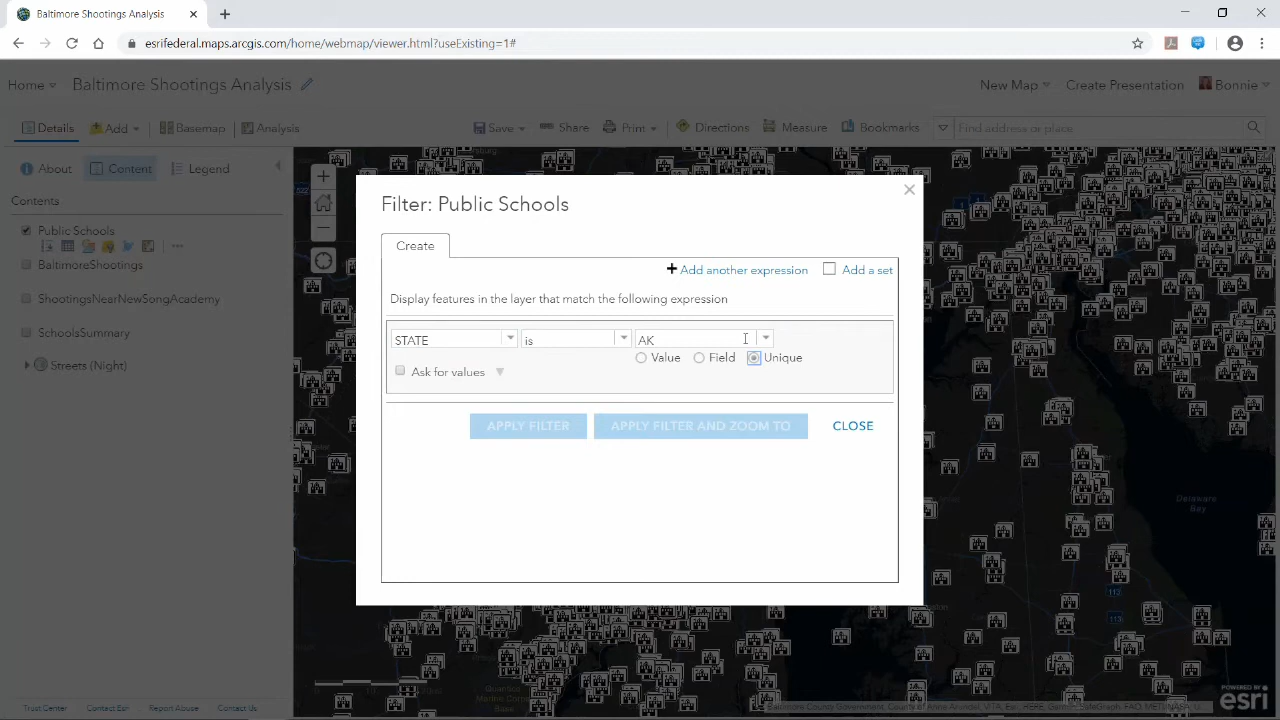 Baltimore Shootings Analysis
esrifederal.maps.arcgis.com/home/webmap/viewer.html?useExisting=1#
Home Baltimore Shootings Analysis New Map Create Presentation Bonnie
Details Add Basemap Analysis Save Share Print Directions Measure Bookmarks Find address or place
About Content Legend
Contents
Public Schools
BaltimoreShootings
ShootingsNearNewSongAcademy
SchoolsSummary
Streets (Night)
Filter: Public Schools
Create
Add another expression Add a set
Display features in the layer that match the following expression
STATE is AK
Value Field Unique
Ask for values
APPLY FILTER APPLY FILTER AND ZOOM TO CLOSE
Delaware
Bay
112
113
Trust Center Contact Esri Report Abuse Contact Us
POWERED BY
esri